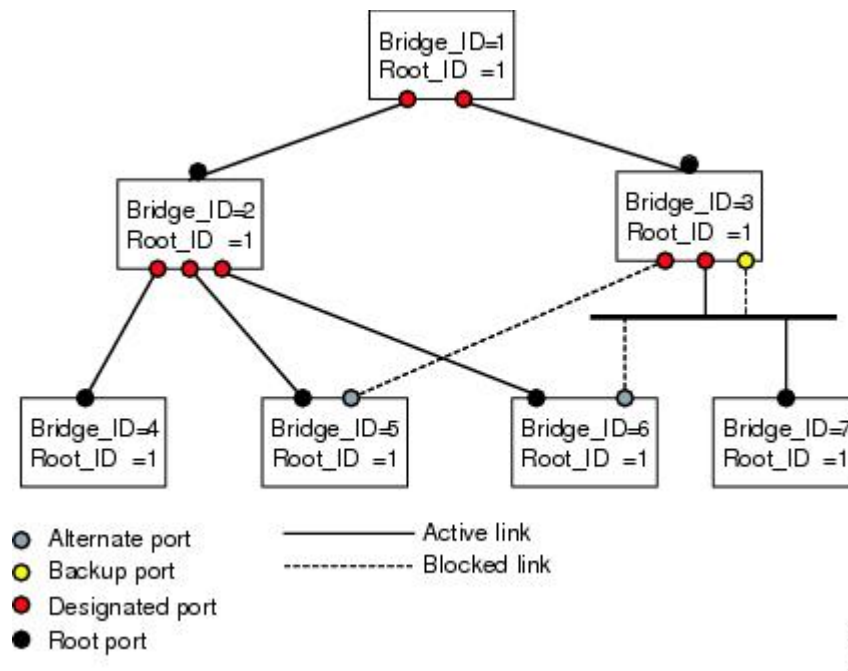 Bridge_ID=1
Root_ID =1
Bridge_ID=2
Root_ID =1
Bridge_ID=3
Root_ID =1
Bridge_ID=4
Root_ID =1
Bridge_ID=5
Root_ID =1
Bridge_ID=6
Root_ID =1
Bridge_ID=7
Root_ID =1
Alternate port
Backup port
Designated port
Root port
Active link
Blocked link